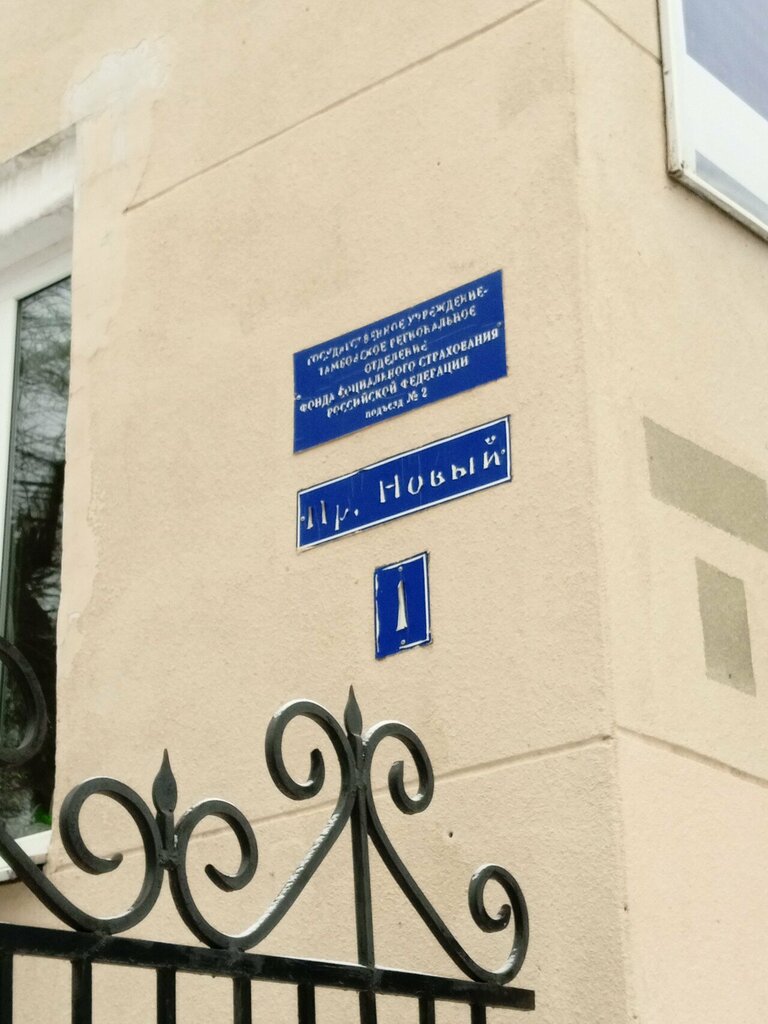 ГОСУДАРСТВЕННОЕ УЧРЕЖДЕНИЕ-
ТАМБОВСКОЕ РЕГИОНАЛЬНОЕ
ОТДЕЛЕНИЕ
ФОНДА СОЦИАЛЬНОГО СТРАХОВАНИЯ
РОССИЙСКОЙ ФЕДЕРАЦИИ
подъезд № 2
Пр. Новый
1